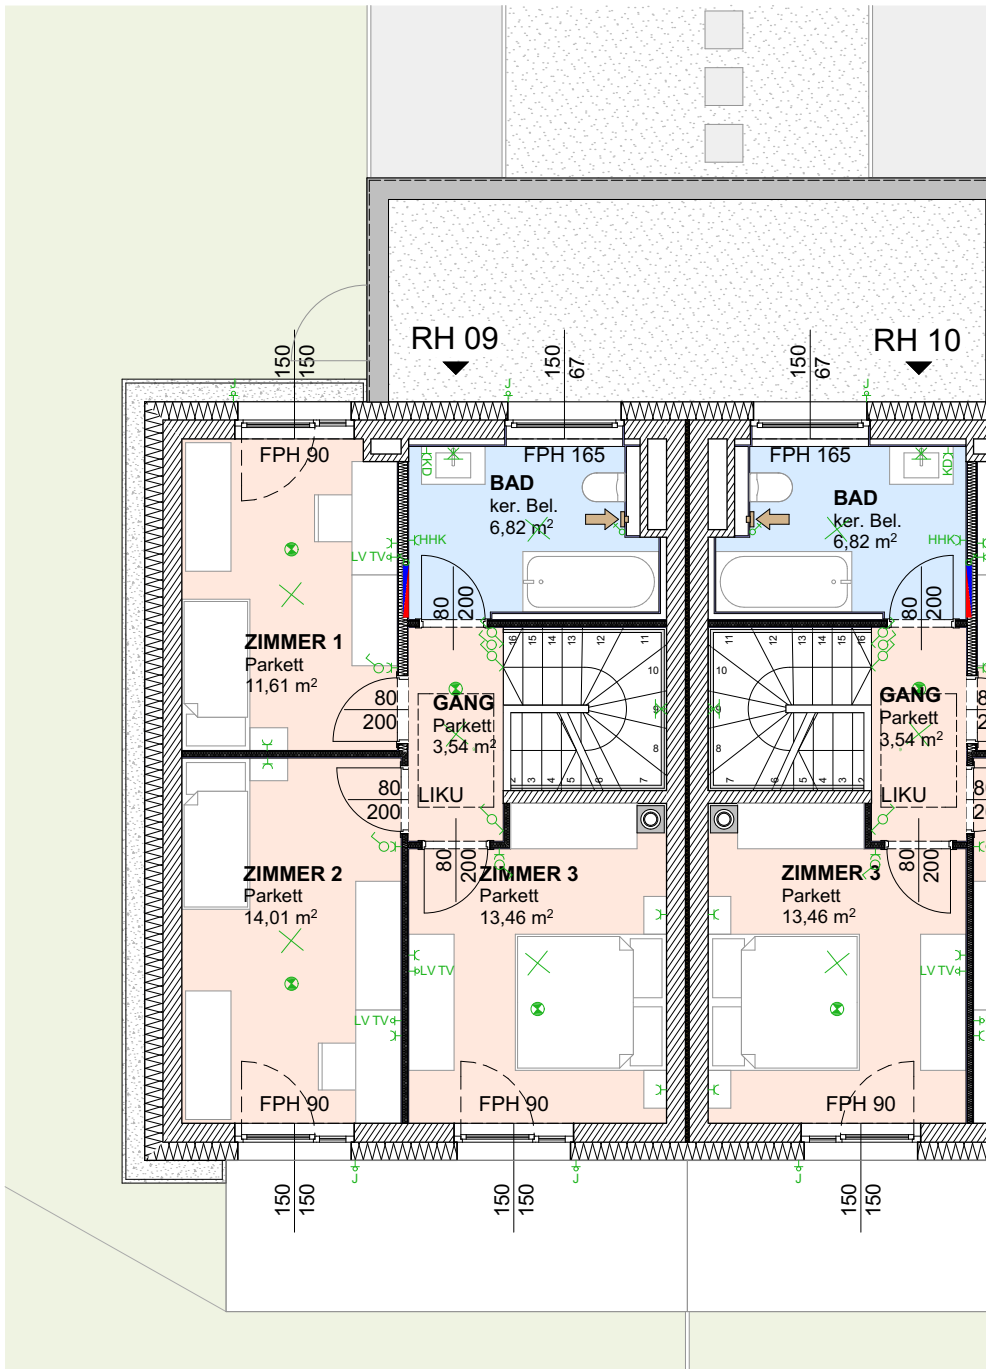 RH 09
RH 10
150
150
150
67
150
67
J
J
J
FPH 90
FPH 165
FPH 165
KKD
KD
BAD
ker. Bel.
6,82 m²
BAD
ker. Bel.
6,82 m²
HHK
HHK
LV TV
80
200
80
200
ZIMMER 1
Parkett
11,61 m²
16 15 14 13 12 11
10
9
8
2 3 4 5 6 7
11 12 13 14 15 16
10
9
8
7 6 5 4 3 2
GANG
Parkett
3,54 m²
GANG
Parkett
3,54 m²
80
200
80
200
LIKU
LIKU
80
200
80
200
80
200
ZIMMER 2
Parkett
14,01 m²
ZIMMER 3
Parkett
13,46 m²
ZIMMER 3
Parkett
13,46 m²
LV TV
LV TV
LV TV
FPH 90
FPH 90
FPH 90
J
J
J
150
150
150
150
150
150